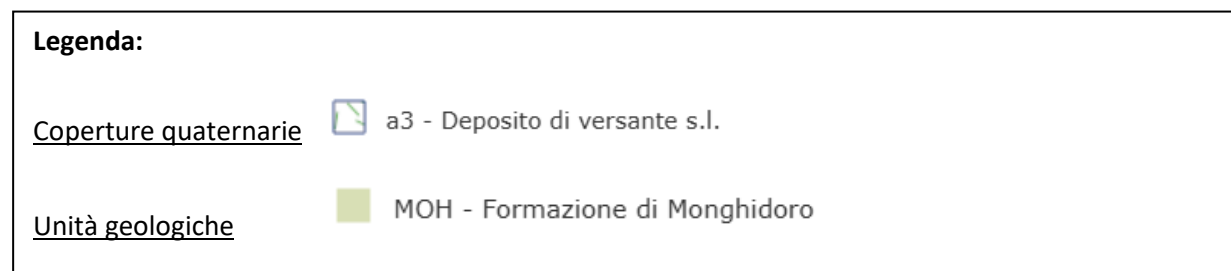 Legenda:
Coperture quaternarie a3 - Deposito di versante s.l.
Unità geologiche MOH - Formazione di Monghidoro